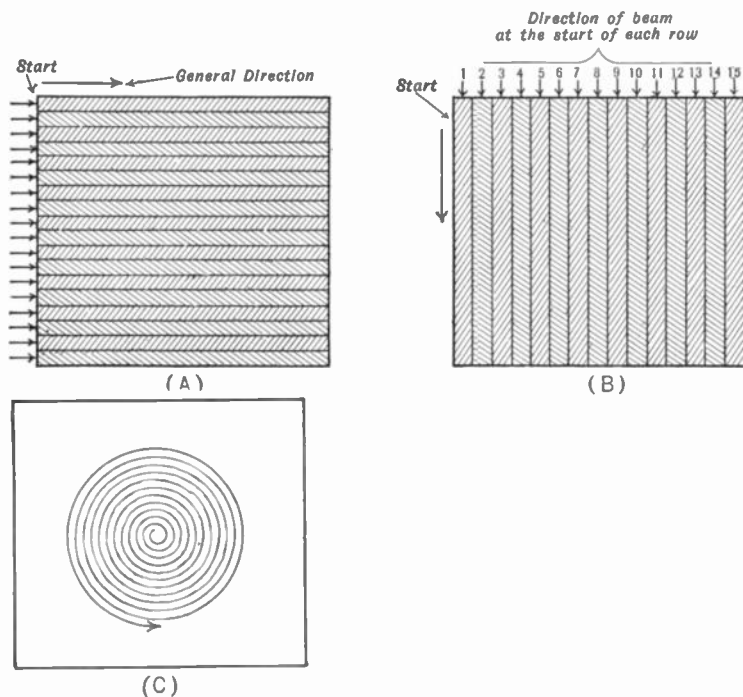 Start
General Direction
(A)
Direction of beam
at the start of each row
1 2 3 4 5 6 7 8 9 10 11 12 13 14 15
Start
(B)
(C)